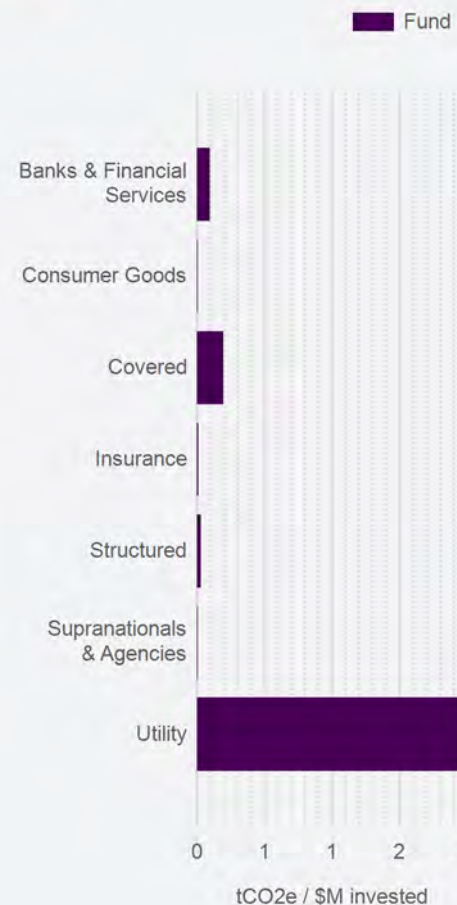 Fund
Banks & Financial
Services
Consumer Goods
Covered
Insurance
Structured
Supranationals
& Agencies
Utility
0 1 1 2
tCO2e / $M invested